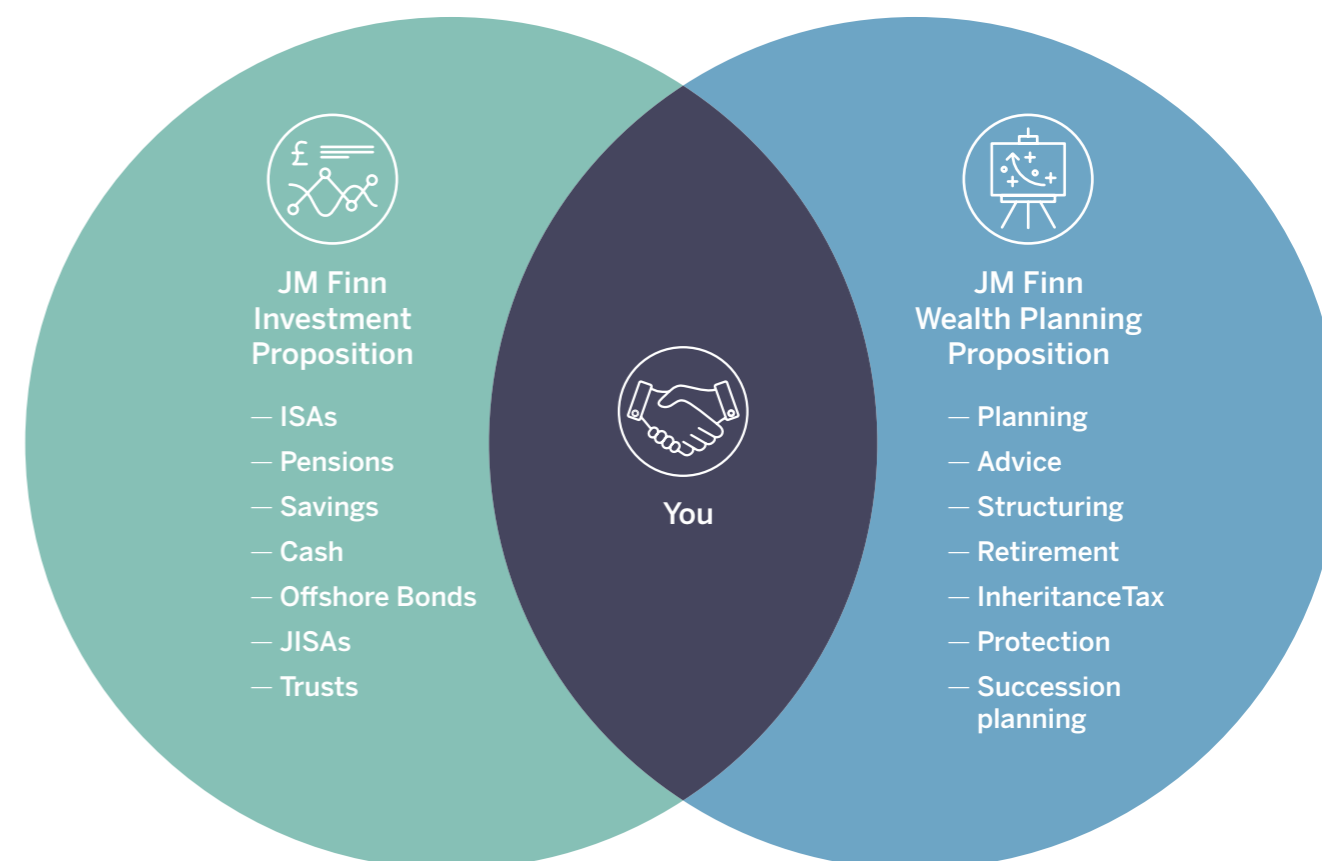 £
JM Finn
Investment
Proposition
— ISAs
— Pensions
— Savings
— Cash
— Offshore Bonds
— JISAs
— Trusts
You
JM Finn
Wealth Planning
Proposition
— Planning
— Advice
— Structuring
— Retirement
— InheritanceTax
— Protection
— Succession
planning